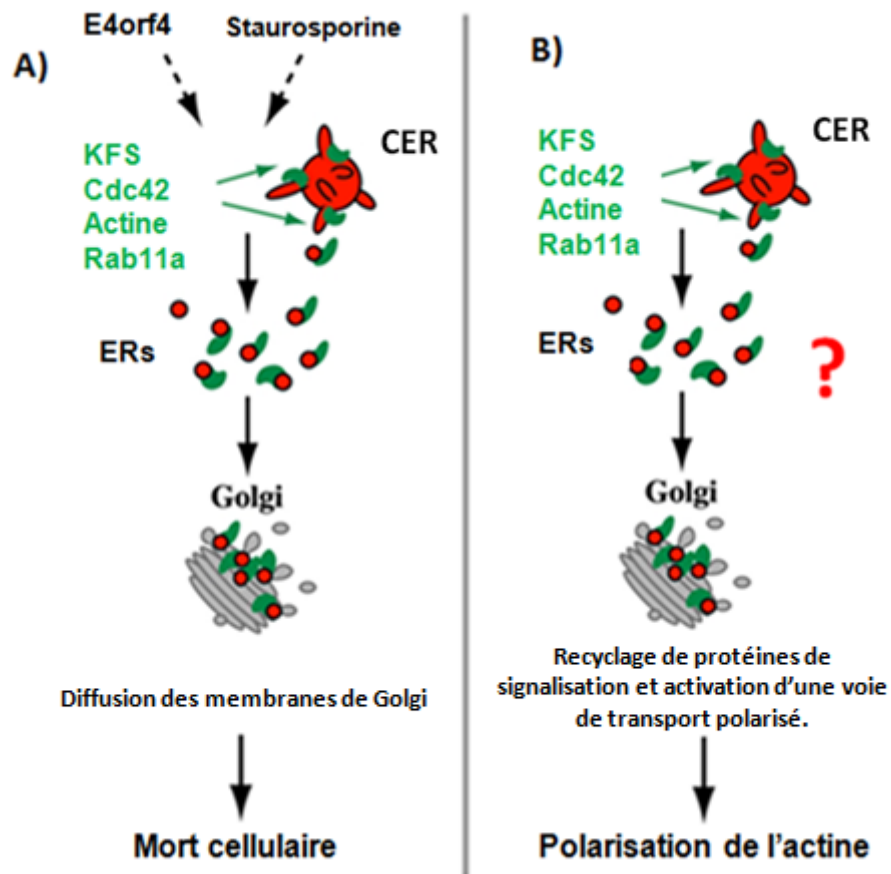 A)
E4orf4
Staurosporine
CER
KFS
Cdc42
Actine
Rab11a
ERs
Golgi
Diffusion des membranes de Golgi
Mort cellulaire
B)
CER
KFS
Cdc42
Actine
Rab11a
ERs
?
Golgi
Recyclage de protéines de
signalisation et activation d'une voie
de transport polarisé.
Polarisation de l'actine